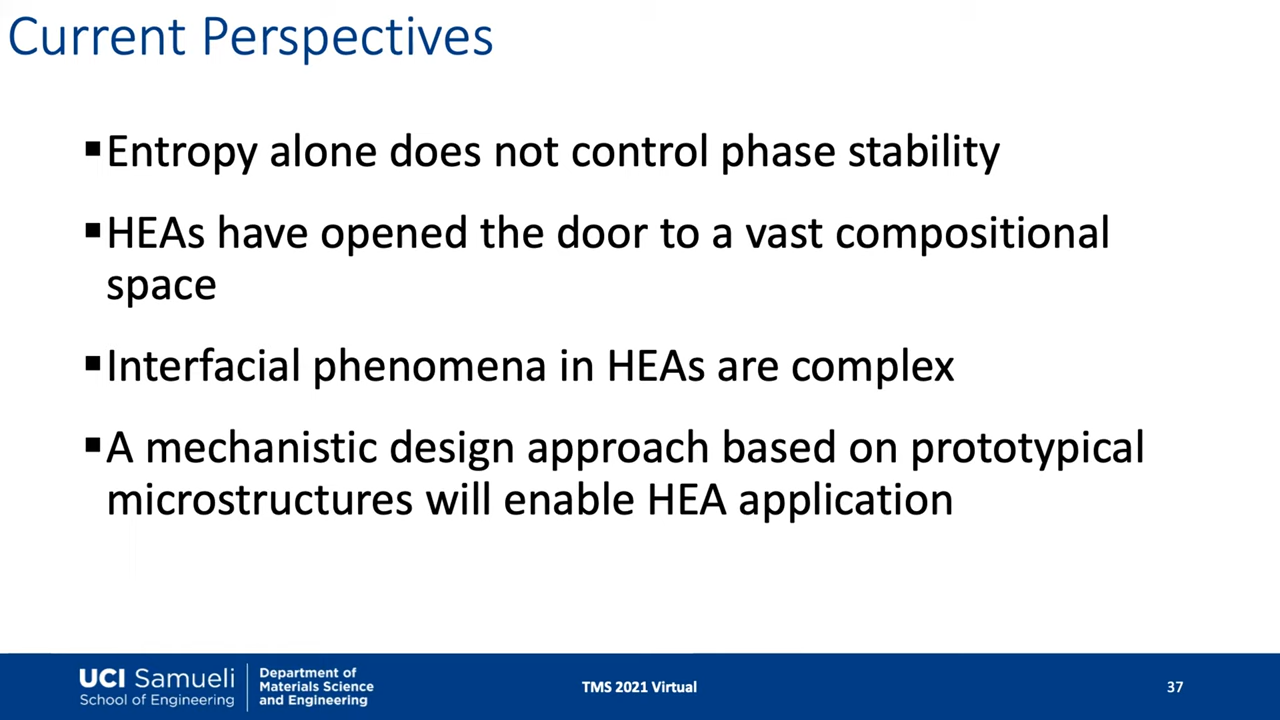 Current Perspectives
▪Entropy alone does not control phase stability
▪HEAs have opened the door to a vast compositional
space
▪Interfacial phenomena in HEAs are complex
▪A mechanistic design approach based on prototypical
microstructures will enable HEA application
UCI Samueli
School of Engineering
Department of
Materials Science
and Engineering
TMS 2021 Virtual
37